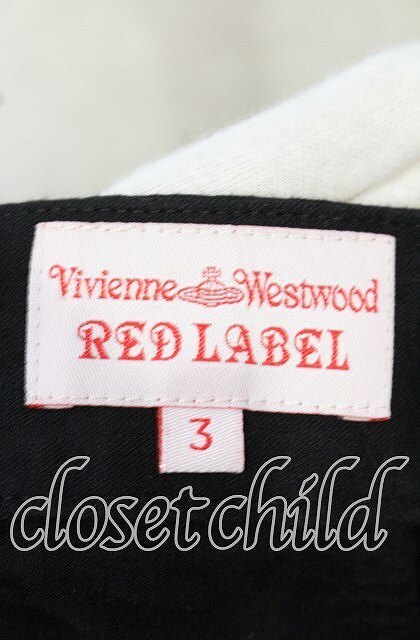 Vivienne Westwood
RED LABEL
3
closet child